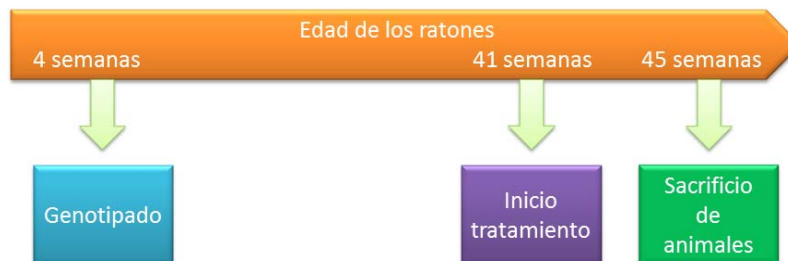 Edad de los ratones
4 semanas 41 semanas 45 semanas
Genotipado
Inicio
tratamiento
Sacrificio
de
animales